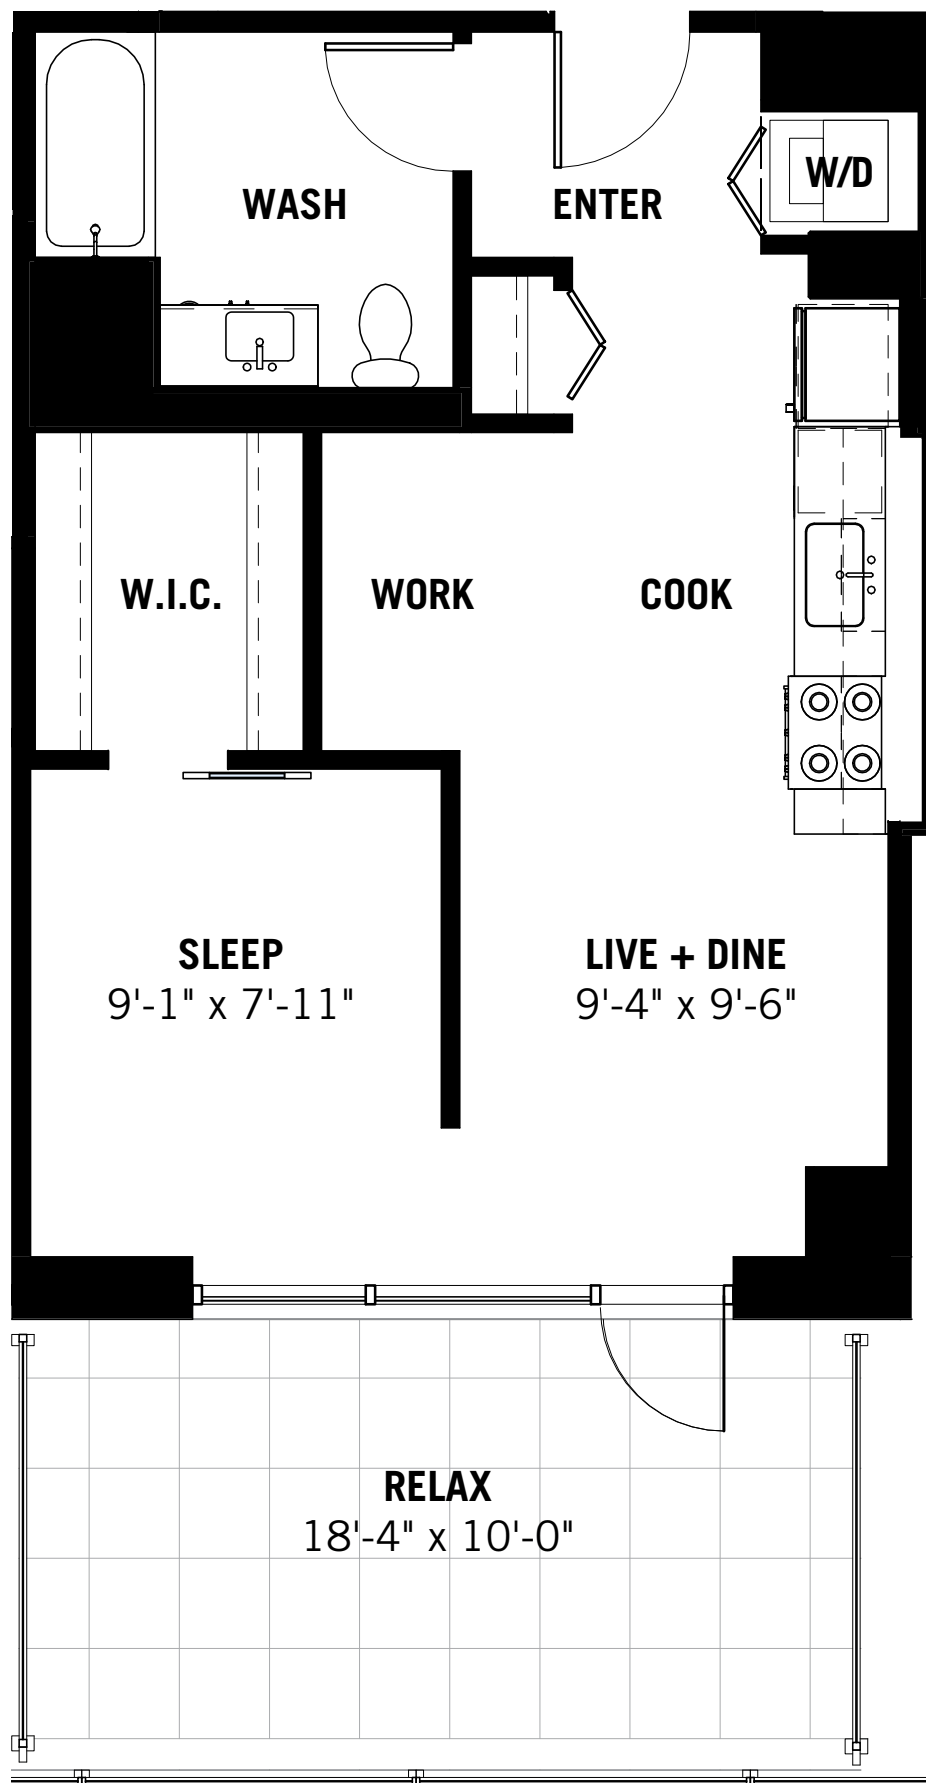 W/D
WASH
ENTER
W.I.C.
WORK
COOK
SLEEP
9'-1" x 7'-11"
LIVE + DINE
9'-4" x 9'-6"
RELAX
18'-4" x 10'-0"